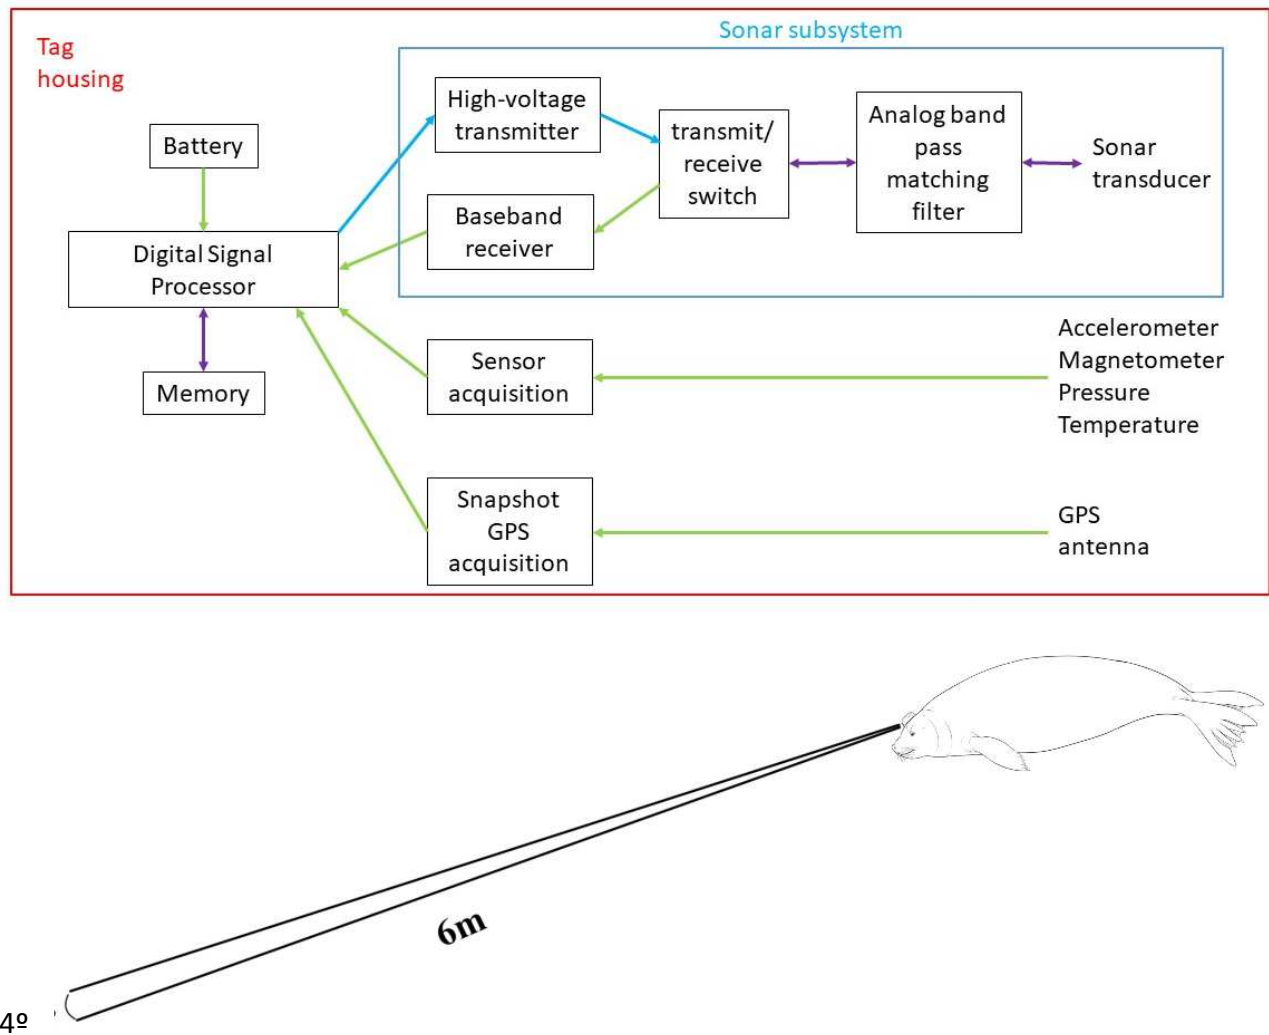 Sonar subsystem
Tag
housing
High-voltage
transmitter
transmit/
receive
switch
Analog band
pass
matching
filter
Sonar
transducer
Battery
Baseband
receiver
Digital Signal
Processor
Memory
Sensor
acquisition
Accelerometer
Magnetometer
Pressure
Temperature
Snapshot
GPS
acquisition
GPS
antenna
6m
4º